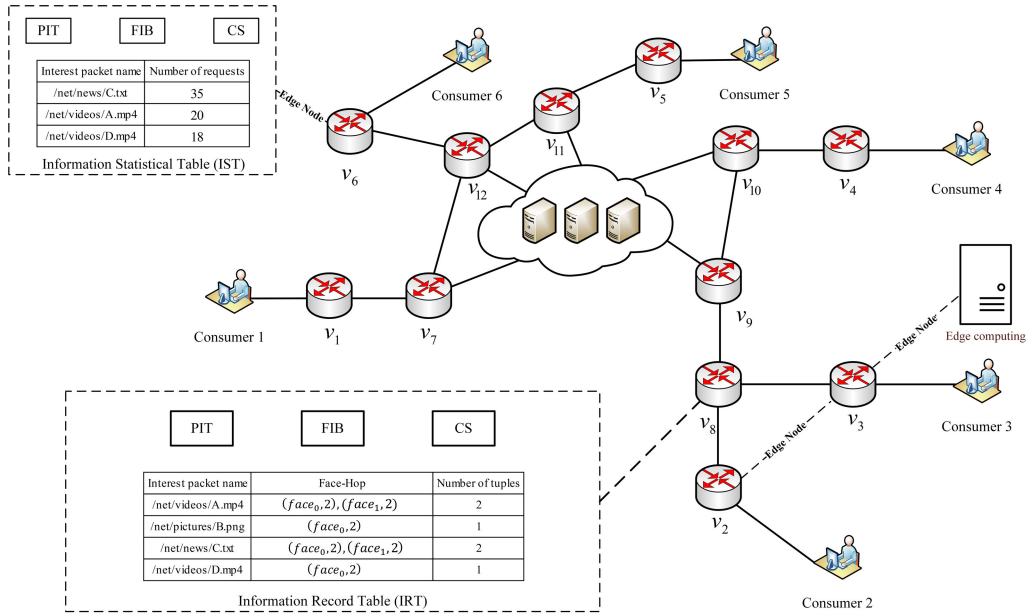 PIT FIB CS
Interest packet name Number of requests
/net/news/C.txt 35
/net/videos/A.mp4 20
/net/videos/D.mp4 18
Information Statistical Table (IST)
Edge Node
v6
Consumer 6
v12
v11
v5
Consumer 5
v10
v4
Consumer 4
Consumer 1
v1
v7
v9
Edge computing
Edge Node
v8
v3
Consumer 3
Edge Node
v2
Consumer 2
PIT FIB CS
Interest packet name Face-Hop Number of tuples
/net/videos/A.mp4 (face0,2),(face1,2) 2
/net/pictures/B.png (face0,2) 1
/net/news/C.txt (face0,2),(face1,2) 2
/net/videos/D.mp4 (face0,2) 1
Information Record Table (IRT)